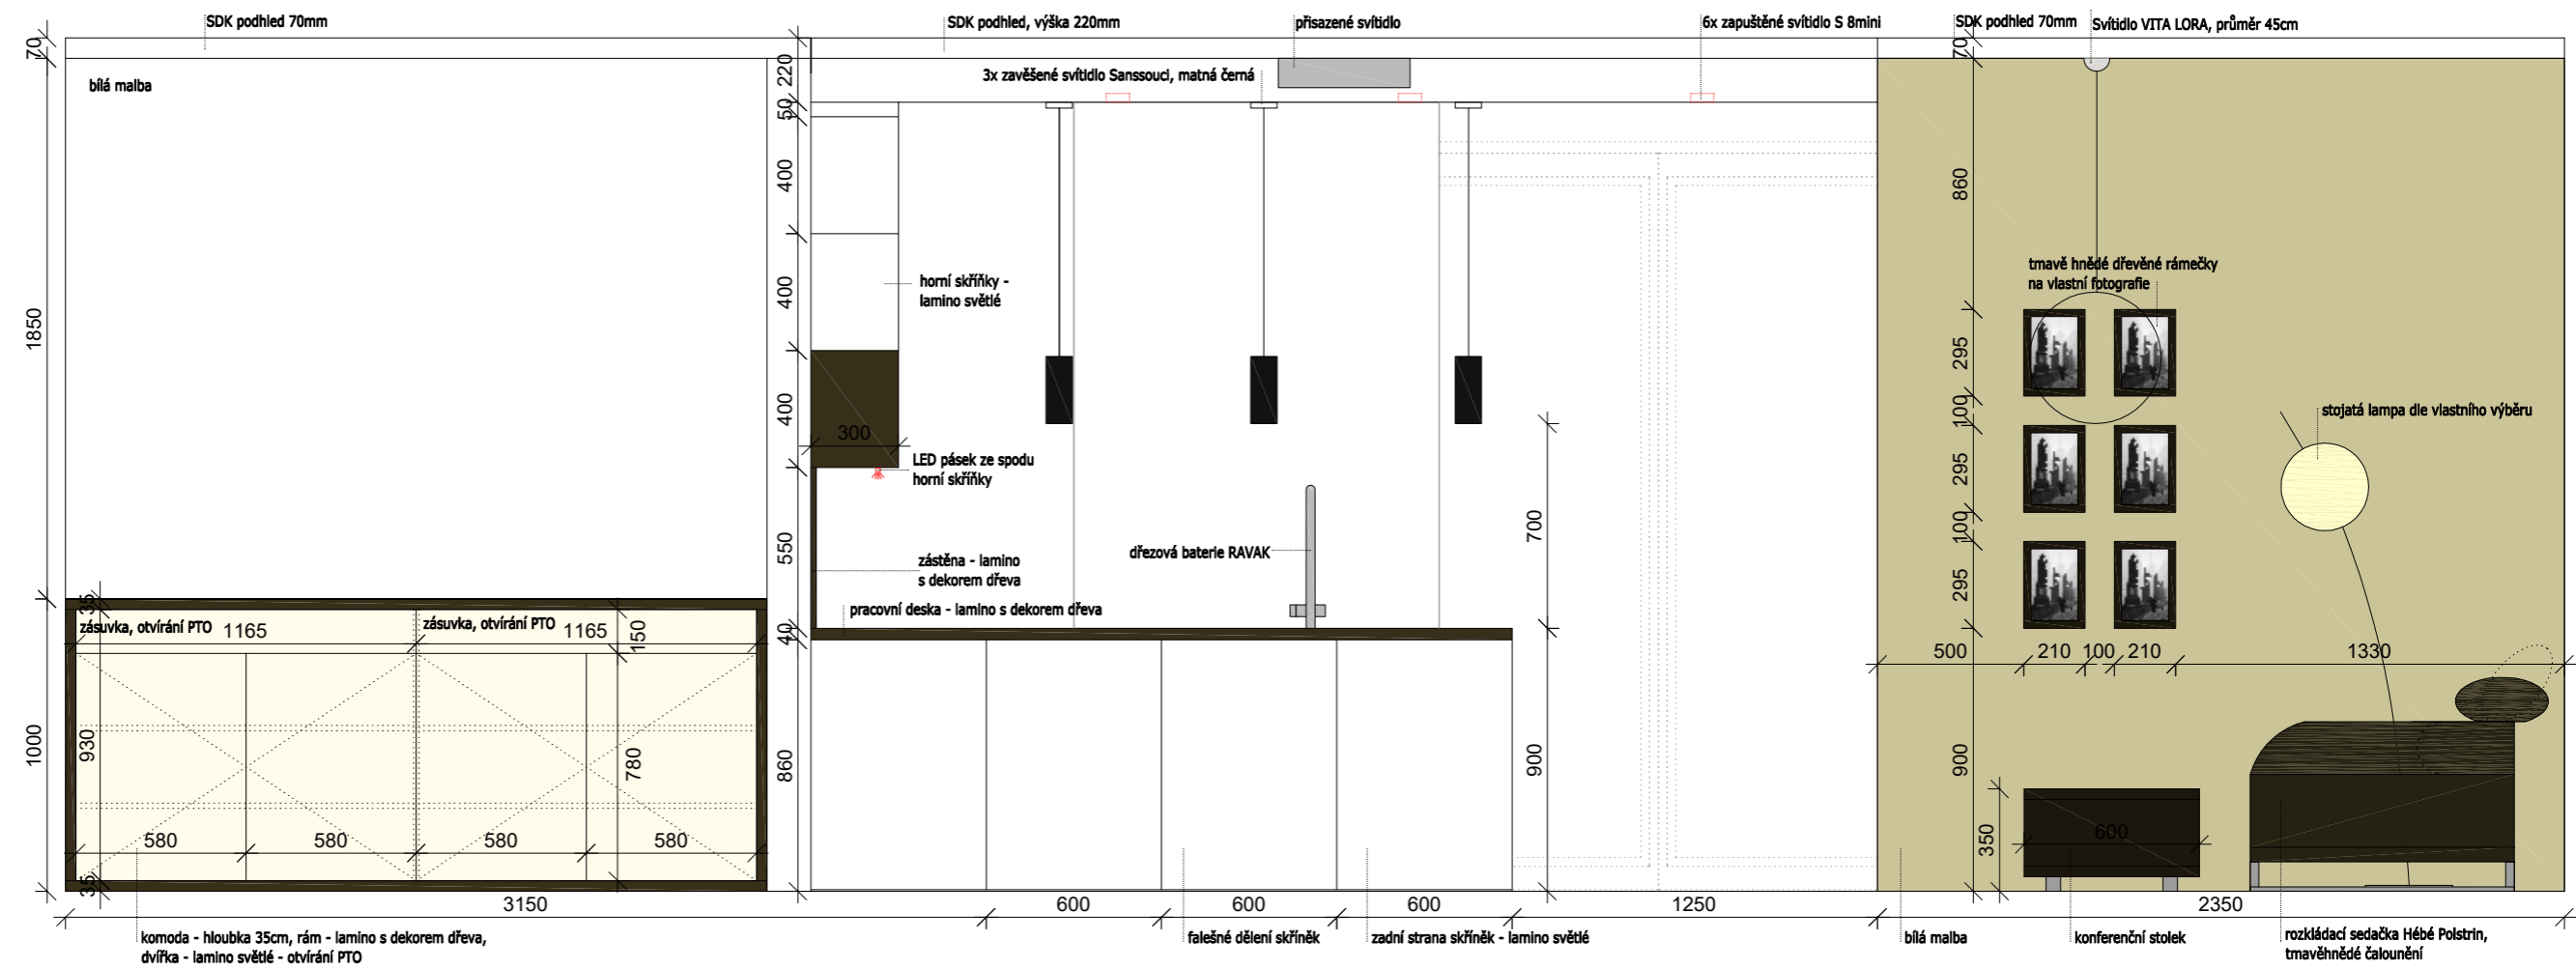 SDK podhled 70mm
SDK podhled, výška 220mm
přisazené svítidlo
6x zapuštěné svítidlo S 8mini
SDK podhled 70mm
Svítidlo VITA LORA, průměr 45cm
70
220
70
bílá malba
3x zavěšené svítidlo Sanssouci, matná černá
50
400
860
tmavě hnědé dřevěné rámečky
na vlastní fotografie
horní skříňky -
lamino světlé
400
1850
295
400
300
100
stojatá lampa dle vlastního výběru
LED pásek ze spodu
horní skříňky
295
700
550
100
dřezová baterie RAVAK
zástěna - lamino
s dekorem dřeva
295
35
pracovní deska - lamino s dekorem dřeva
zásuvka, otvírání PTO
1165
zásuvka, otvírání PTO
1165
150
40
500
210
100
210
1330
1000
930
780
860
900
900
350
600
580
580
580
580
35
3150
600
600
600
1250
2350
komoda - hloubka 35cm, rám - lamino s dekorem dřeva,
dvířka - lamino světlé - otvírání PTO
falešné dělení skříněk
zadní strana skříněk - lamino světlé
bílá malba
konferenční stolek
rozkládací sedačka Hébé Polstrin,
tmavěhnědé čalounění